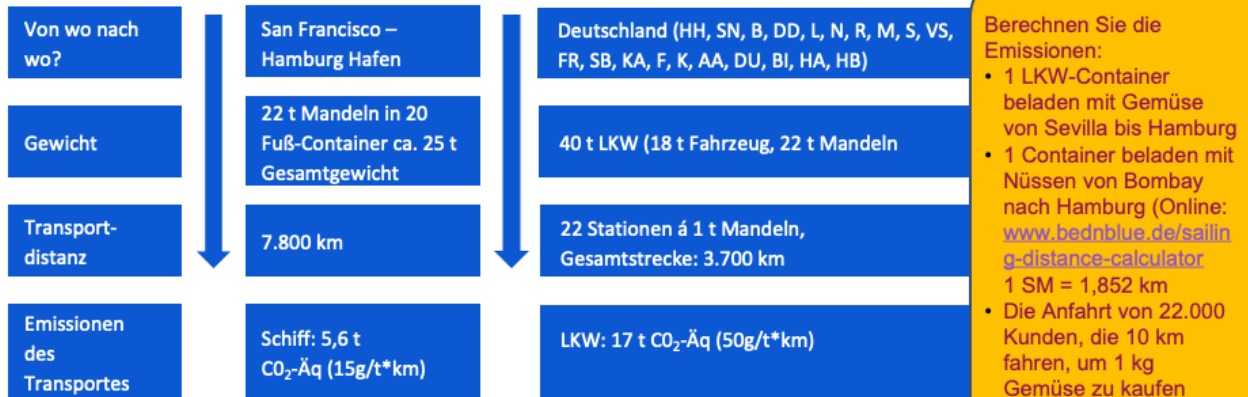 Von wo nach
wo?
San Francisco –
Hamburg Hafen
Deutschland (HH, SN, B, DD, L, N, R, M, S, VS,
FR, SB, KA, F, K, AA, DU, BI, HA, HB)
Gewicht
22 t Mandeln in 20
Fuß-Container ca. 25 t
Gesamtgewicht
40 t LKW (18 t Fahrzeug, 22 t Mandeln
Transport-
distanz
7.800 km
22 Stationen á 1 t Mandeln,
Gesamtstrecke: 3.700 km
Emissionen
des
Transportes
Schiff: 5,6 t
C0₂-Äq (15g/t*km)
LKW: 17 t C0₂-Äq (50g/t*km)
Berechnen Sie die
Emissionen:
• 1 LKW-Container
beladen mit Gemüse
von Sevilla bis Hamburg
• 1 Container beladen mit
Nüssen von Bombay
nach Hamburg (Online:
www.bednblue.de/sailin
g-distance-calculator
1 SM = 1,852 km
• Die Anfahrt von 22.000
Kunden, die 10 km
fahren, um 1 kg
Gemüse zu kaufen